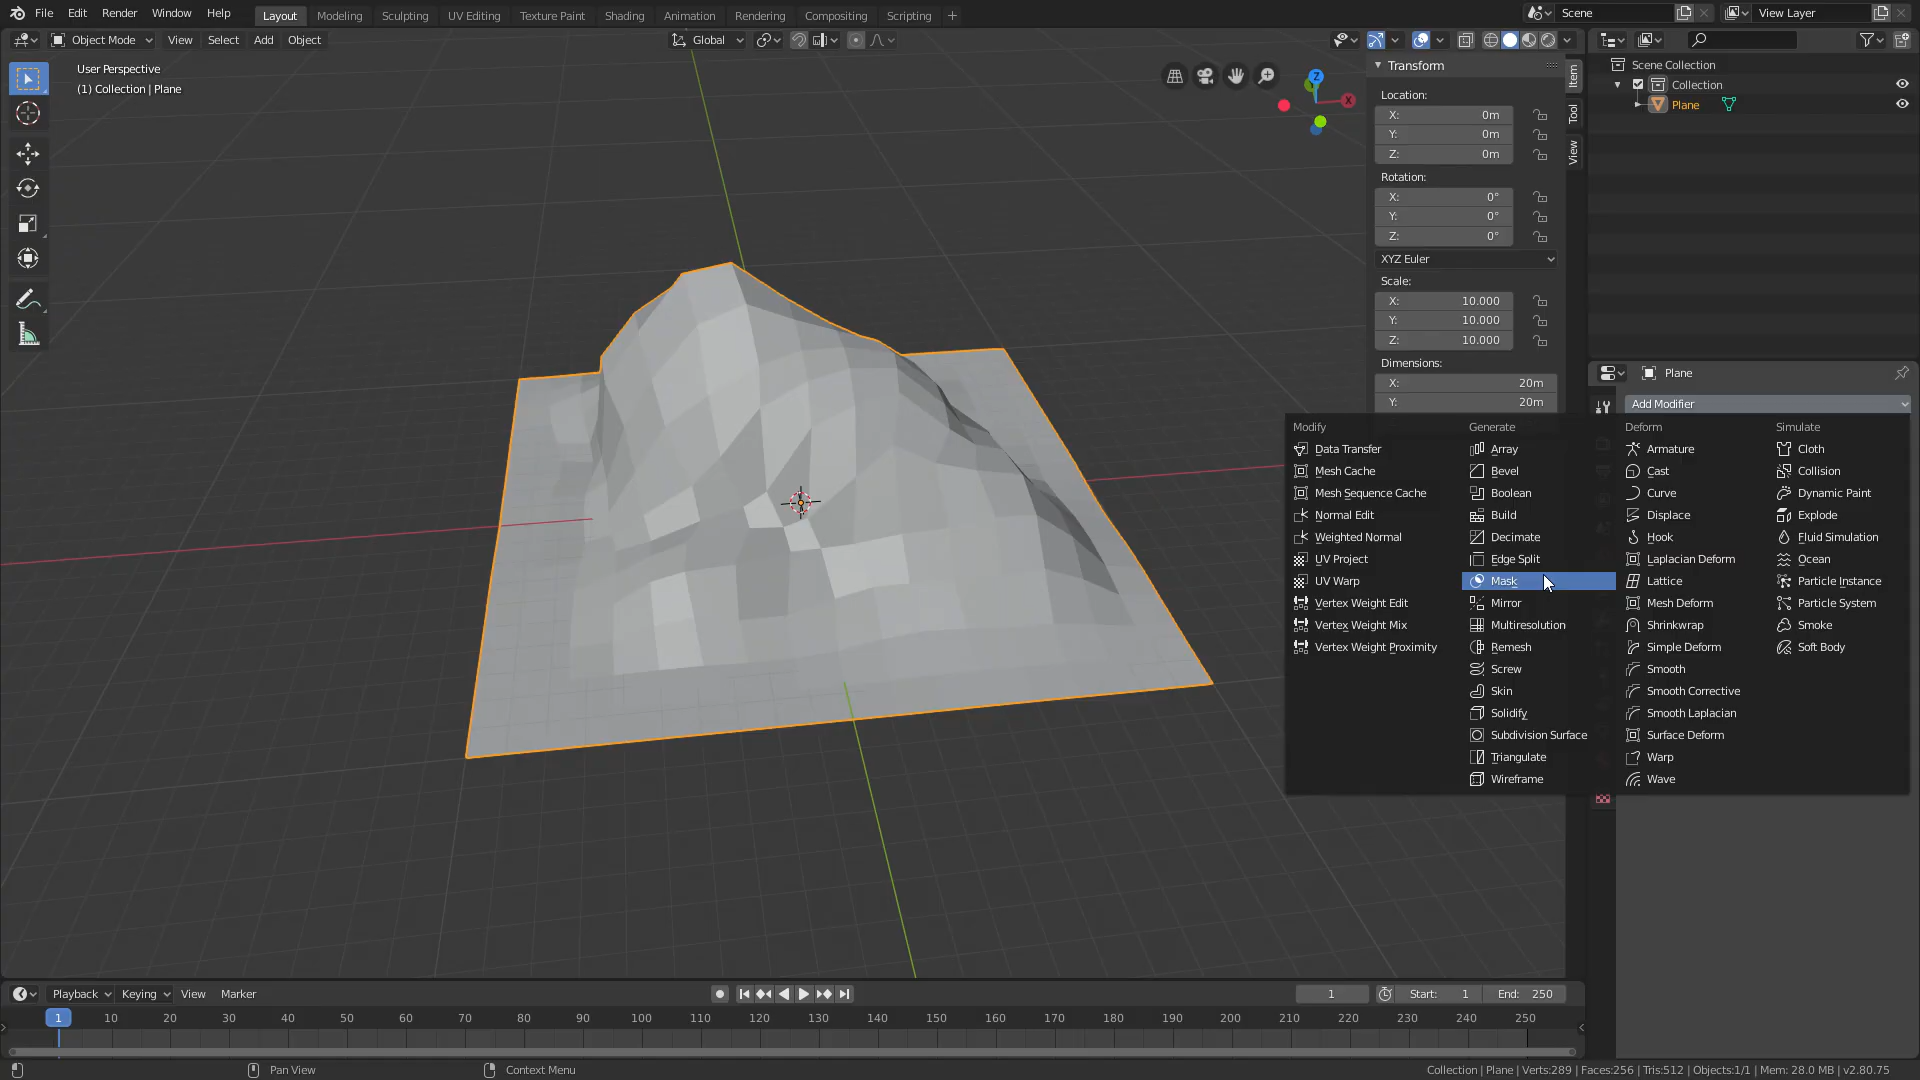 File Edit Render Window Help Layout Modeling Sculpting UV Editing Texture Paint Shading Animation Rendering Compositing Scripting + Scene View Layer
Object Mode View Select Add Object Global
User Perspective
(1) Collection | Plane
Transform
Location:
X: 0m
Y: 0m
Z: 0m
Rotation:
X: 0°
Y: 0°
Z: 0°
XYZ Euler
Scale:
X: 10.000
Y: 10.000
Z: 10.000
Dimensions:
X: 20m
Y: 20m
Item
Tool
View
Z
X
Scene Collection
Collection
Plane
Plane
Add Modifier
Modify
Data Transfer
Mesh Cache
Mesh Sequence Cache
Normal Edit
Weighted Normal
UV Project
UV Warp
Vertex Weight Edit
Vertex Weight Mix
Vertex Weight Proximity
Generate
Array
Bevel
Boolean
Build
Decimate
Edge Split
Mask
Mirror
Multiresolution
Remesh
Screw
Skin
Solidify
Subdivision Surface
Triangulate
Wireframe
Deform
Armature
Cast
Curve
Displace
Hook
Laplacian Deform
Lattice
Mesh Deform
Shrinkwrap
Simple Deform
Smooth
Smooth Corrective
Smooth Laplacian
Surface Deform
Warp
Wave
Simulate
Cloth
Collision
Dynamic Paint
Explode
Fluid Simulation
Ocean
Particle Instance
Particle System
Smoke
Soft Body
Playback Keying View Marker 1 Start: 1 End: 250
1 10 20 30 40 50 60 70 80 90 100 110 120 130 140 150 160 170 180 190 200 210 220 230 240 250
Pan View Context Menu Collection | Plane | Verts:289 | Faces:256 | Tris:512 | Objects:1/1 | Mem: 28.0 MB | v2.80.75